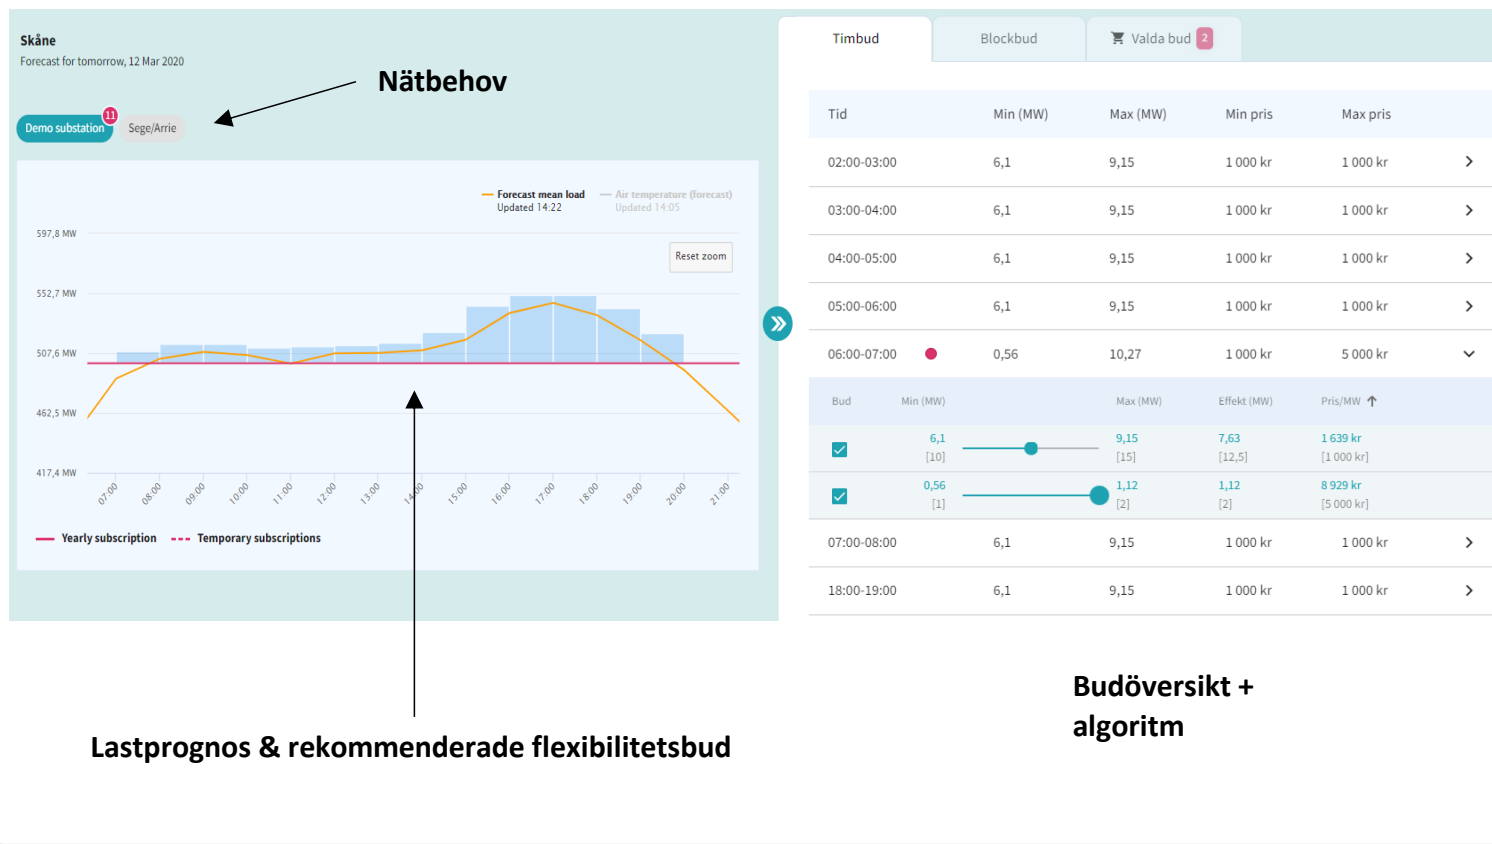 Skåne
Forecast for tomorrow, 12 Mar 2020
Nätbehov
Demo substation
11
Sege/Arrie
Forecast mean load
Updated 14:22
Air temperature (forecast)
Updated 14:05
Reset zoom
597,8 MW
552,7 MW
507,6 MW
462,5 MW
417,4 MW
07:00 08:00 09:00 10:00 11:00 12:00 13:00 14:00 15:00 16:00 17:00 18:00 19:00 20:00 21:00
Yearly subscription Temporary subscriptions
Lastprognos & rekommenderade flexibilitetsbud
Timbud Blockbud Valda bud 2
Tid Min (MW) Max (MW) Min pris Max pris
02:00-03:00 6,1 9,15 1 000 kr 1 000 kr
03:00-04:00 6,1 9,15 1 000 kr 1 000 kr
04:00-05:00 6,1 9,15 1 000 kr 1 000 kr
05:00-06:00 6,1 9,15 1 000 kr 1 000 kr
06:00-07:00 0,56 10,27 1 000 kr 5 000 kr
Bud Min (MW) Max (MW) Effekt (MW) Pris/MW
6,1 9,15 7,63 1 639 kr
[10] [15] [12,5] [1 000 kr]
0,56 1,12 1,12 8 929 kr
[1] [2] [2] [5 000 kr]
07:00-08:00 6,1 9,15 1 000 kr 1 000 kr
18:00-19:00 6,1 9,15 1 000 kr 1 000 kr
Budöversikt +
algoritm